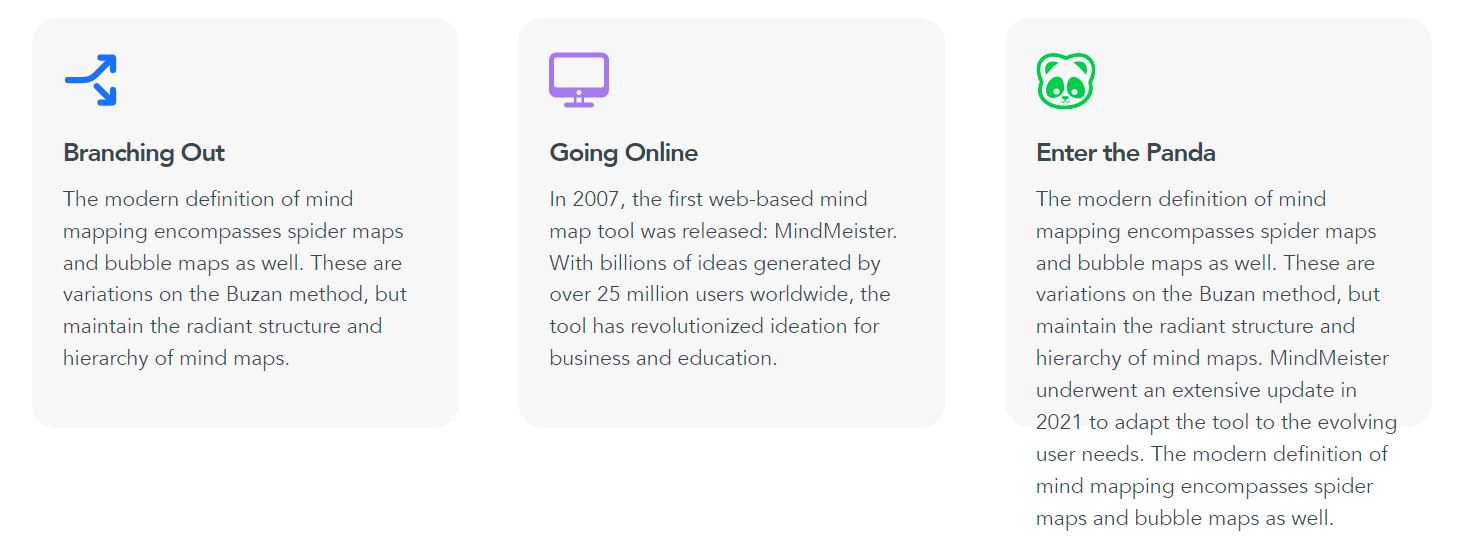 Branching Out
The modern definition of mind
mapping encompasses spider maps
and bubble maps as well. These are
variations on the Buzan method, but
maintain the radiant structure and
hierarchy of mind maps.
Going Online
In 2007, the first web-based mind
map tool was released: MindMeister.
With billions of ideas generated by
over 25 million users worldwide, the
tool has revolutionized ideation for
business and education.
Enter the Panda
The modern definition of mind
mapping encompasses spider maps
and bubble maps as well. These are
variations on the Buzan method, but
maintain the radiant structure and
hierarchy of mind maps. MindMeister
underwent an extensive update in
2021 to adapt the tool to the evolving
user needs. The modern definition of
mind mapping encompasses spider
maps and bubble maps as well.